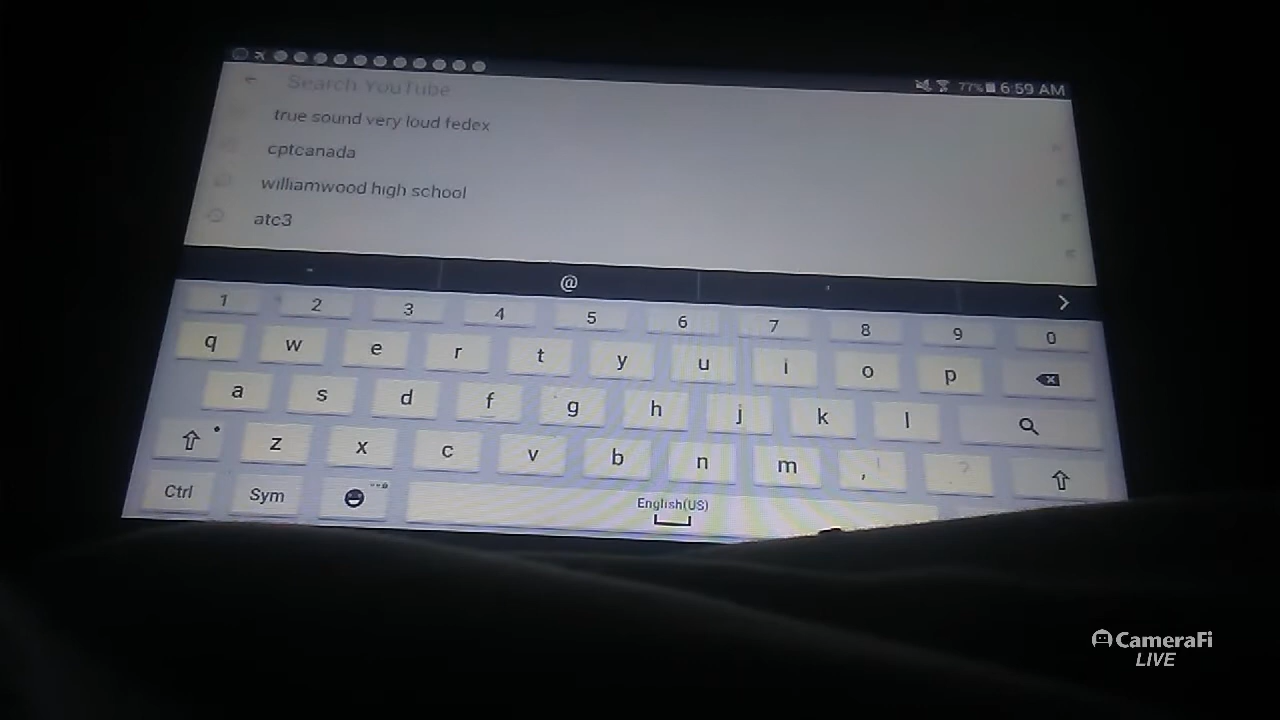 77% 6:59 AM
Search YouTube
true sound very loud fedex
cptcanada
williamwood high school
atc3
- @ '
1 2 3 4 5 6 7 8 9 0
q w e r t y u i o p
a s d f g h j k l
z x c v b n m , ! ?
Ctrl Sym English(US)
CameraFi
LIVE